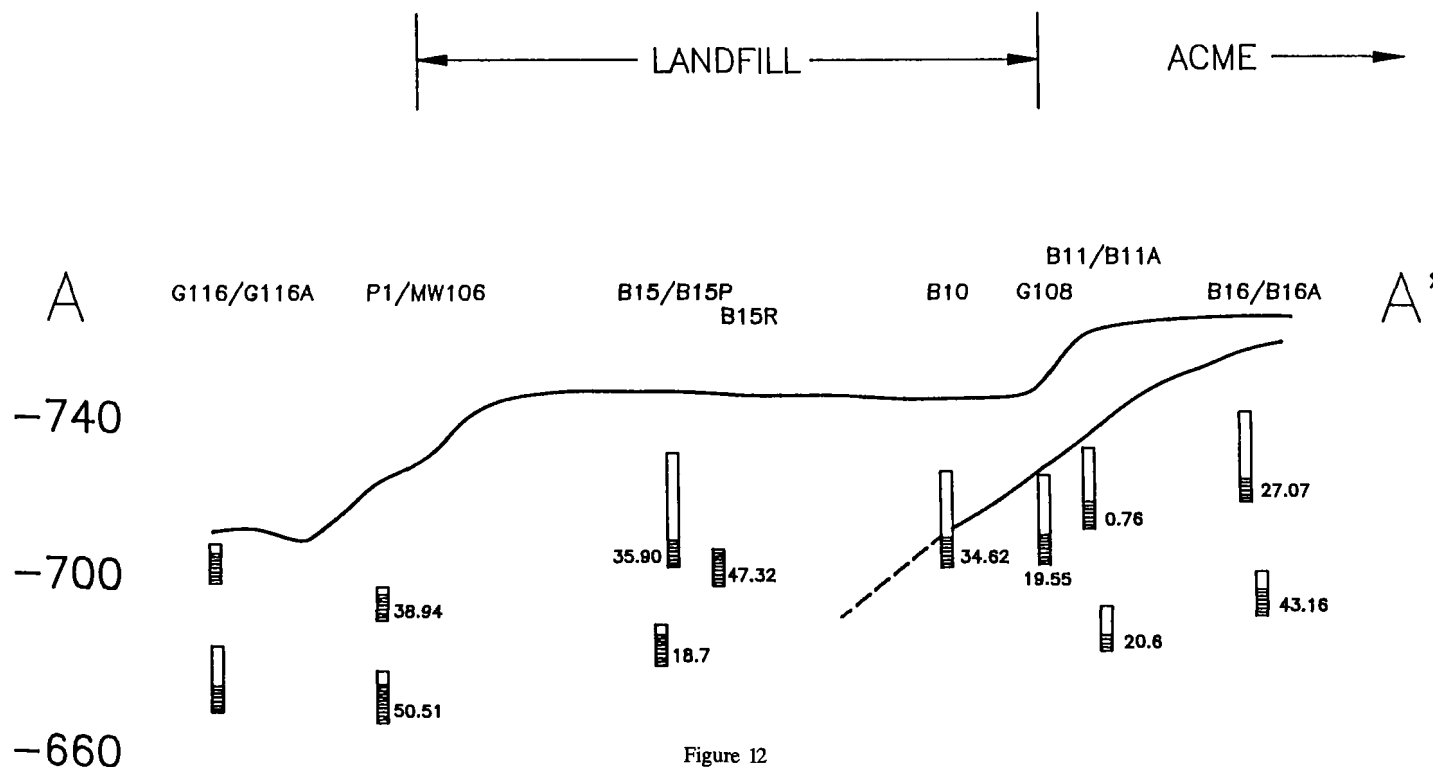 LANDFILL
ACME
B11/B11A
A G116/G116A P1/MW106 B15/B15P B10 G108 B16/B16A A'
B15R
-740
27.07
0.76
35.90 34.62
-700 47.32
19.55
38.94 43.16
20.6
18.7
50.51
-660
Figure 12